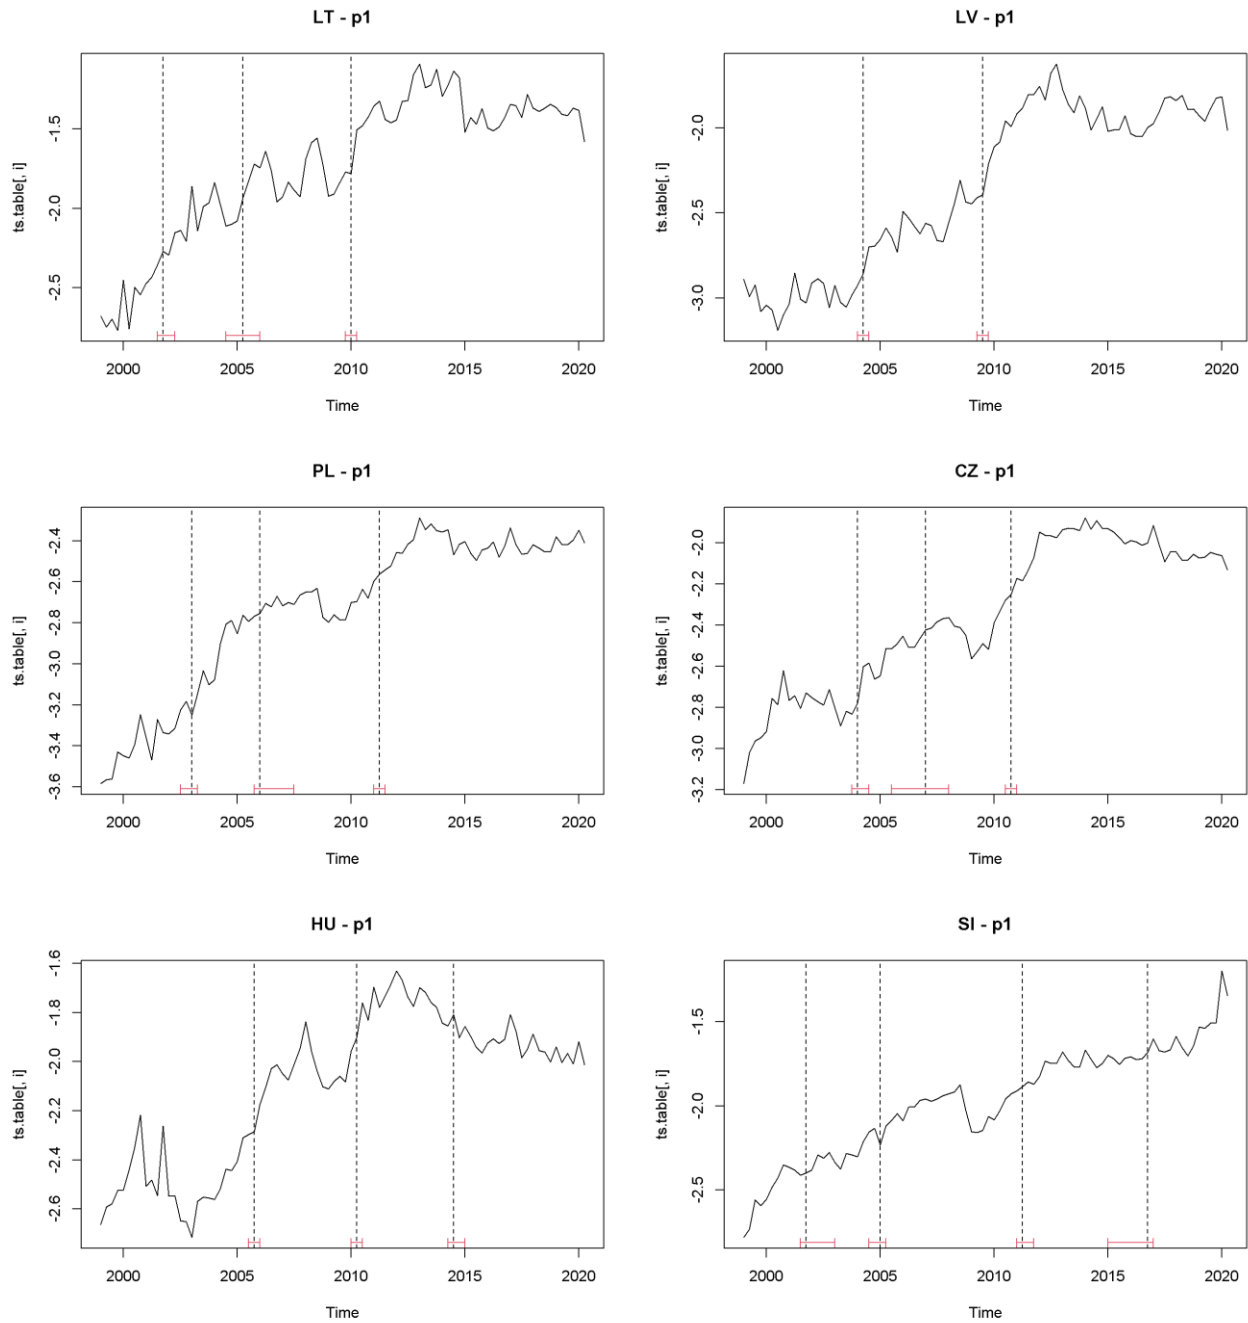 LT - p1
ts.table[, i]
-1.5
-2.0
-2.5
2000 2005 2010 2015 2020
Time
LV - p1
ts.table[, i]
-2.0
-2.5
-3.0
2000 2005 2010 2015 2020
Time
PL - p1
ts.table[, i]
-2.4
-2.6
-2.8
-3.0
-3.2
-3.4
-3.6
2000 2005 2010 2015 2020
Time
CZ - p1
ts.table[, i]
-2.0
-2.2
-2.4
-2.6
-2.8
-3.0
-3.2
2000 2005 2010 2015 2020
Time
HU - p1
ts.table[, i]
-1.6
-1.8
-2.0
-2.2
-2.4
-2.6
2000 2005 2010 2015 2020
Time
SI - p1
ts.table[, i]
-1.5
-2.0
-2.5
2000 2005 2010 2015 2020
Time